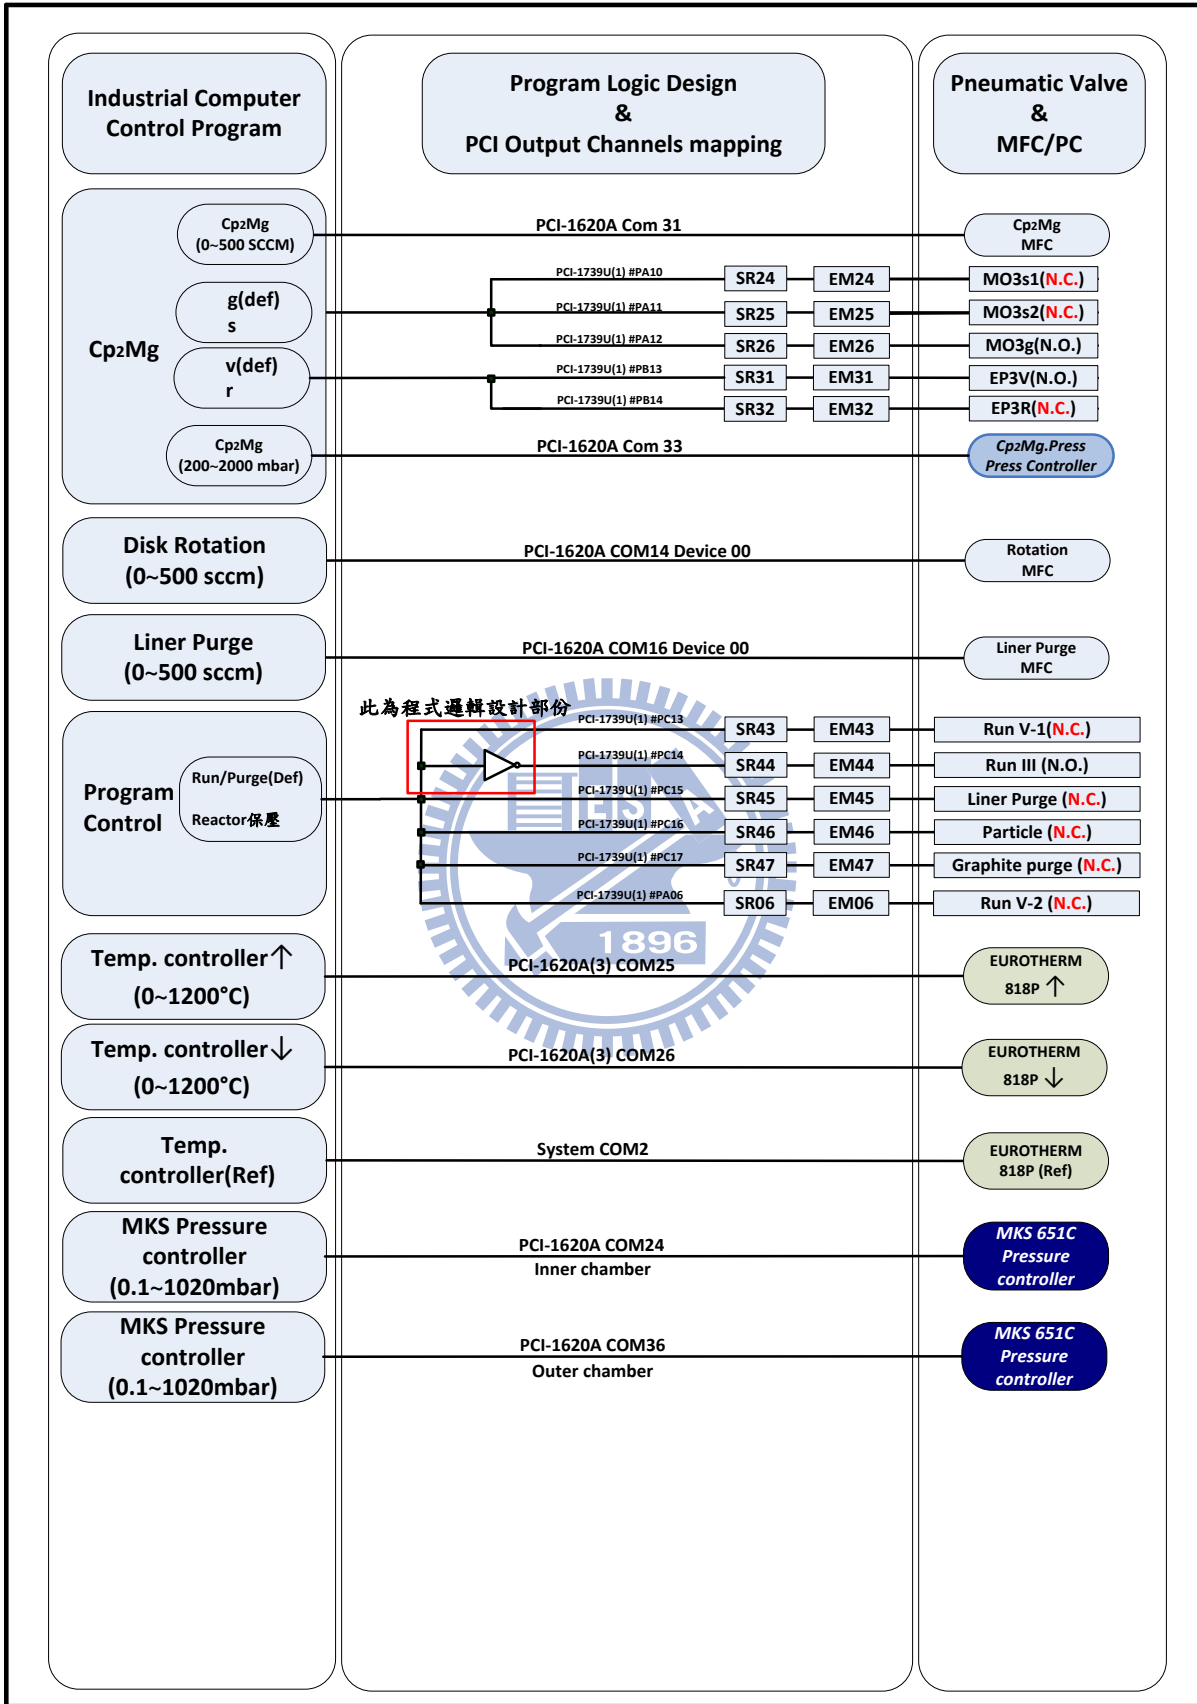 Industrial Computer
Control Program
Program Logic Design
&
PCI Output Channels mapping
Pneumatic Valve
&
MFC/PC
Cp2Mg
Cp2Mg
(0~500 SCCM)
PCI-1620A Com 31
Cp2Mg
MFC
g(def)
s
PCI-1739U(1) #PA10
SR24
EM24
MO3s1(N.C.)
PCI-1739U(1) #PA11
SR25
EM25
MO3s2(N.C.)
PCI-1739U(1) #PA12
SR26
EM26
MO3g(N.O.)
v(def)
r
PCI-1739U(1) #PB13
SR31
EM31
EP3V(N.O.)
PCI-1739U(1) #PB14
SR32
EM32
EP3R(N.C.)
Cp2Mg
(200~2000 mbar)
PCI-1620A Com 33
Cp2Mg.Press
Press Controller
Disk Rotation
(0~500 sccm)
PCI-1620A COM14 Device 00
Rotation
MFC
Liner Purge
(0~500 sccm)
PCI-1620A COM16 Device 00
Liner Purge
MFC
此為程式邏輯設計部份
Program
Control
Run/Purge(Def)
Reactor保壓
PCI-1739U(1) #PC13
SR43
EM43
Run V-1(N.C.)
PCI-1739U(1) #PC14
SR44
EM44
Run III (N.O.)
PCI-1739U(1) #PC15
SR45
EM45
Liner Purge (N.C.)
PCI-1739U(1) #PC16
SR46
EM46
Particle (N.C.)
PCI-1739U(1) #PC17
SR47
EM47
Graphite purge (N.C.)
PCI-1739U(1) #PA06
SR06
EM06
Run V-2 (N.C.)
ESA
1896
Temp. controller↑
(0~1200°C)
PCI-1620A(3) COM25
EUROTHERM
818P ↑
Temp. controller↓
(0~1200°C)
PCI-1620A(3) COM26
EUROTHERM
818P ↓
Temp.
controller(Ref)
System COM2
EUROTHERM
818P (Ref)
MKS Pressure
controller
(0.1~1020mbar)
PCI-1620A COM24
Inner chamber
MKS 651C
Pressure
controller
MKS Pressure
controller
(0.1~1020mbar)
PCI-1620A COM36
Outer chamber
MKS 651C
Pressure
controller